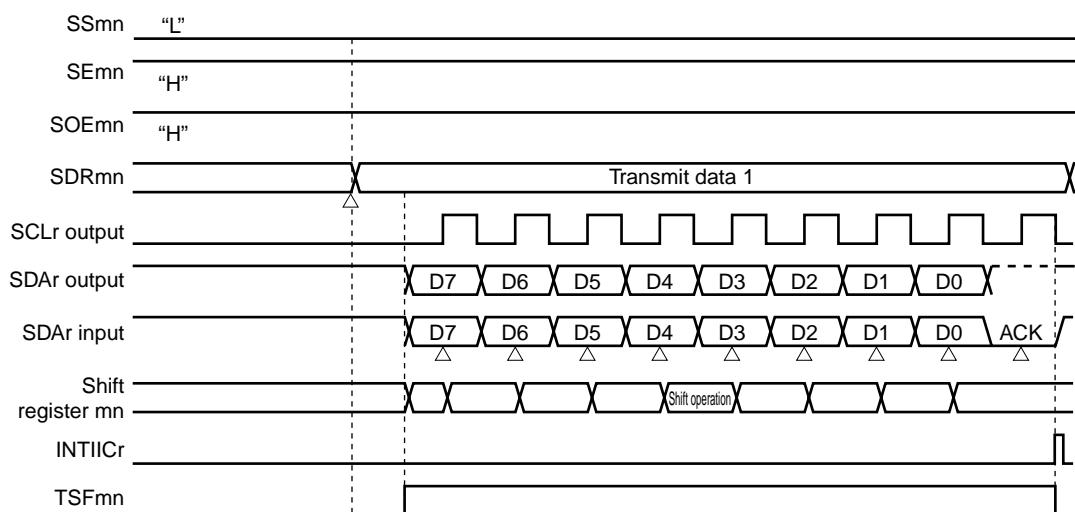 SSmn “L”
SEmn “H”
SOEmn “H”
SDRmn Transmit data 1
SCLr output
SDAr output D7 D6 D5 D4 D3 D2 D1 D0
SDAr input D7 D6 D5 D4 D3 D2 D1 D0 ACK
Shift
register mn Shift operation
INTIICr
TSFmn